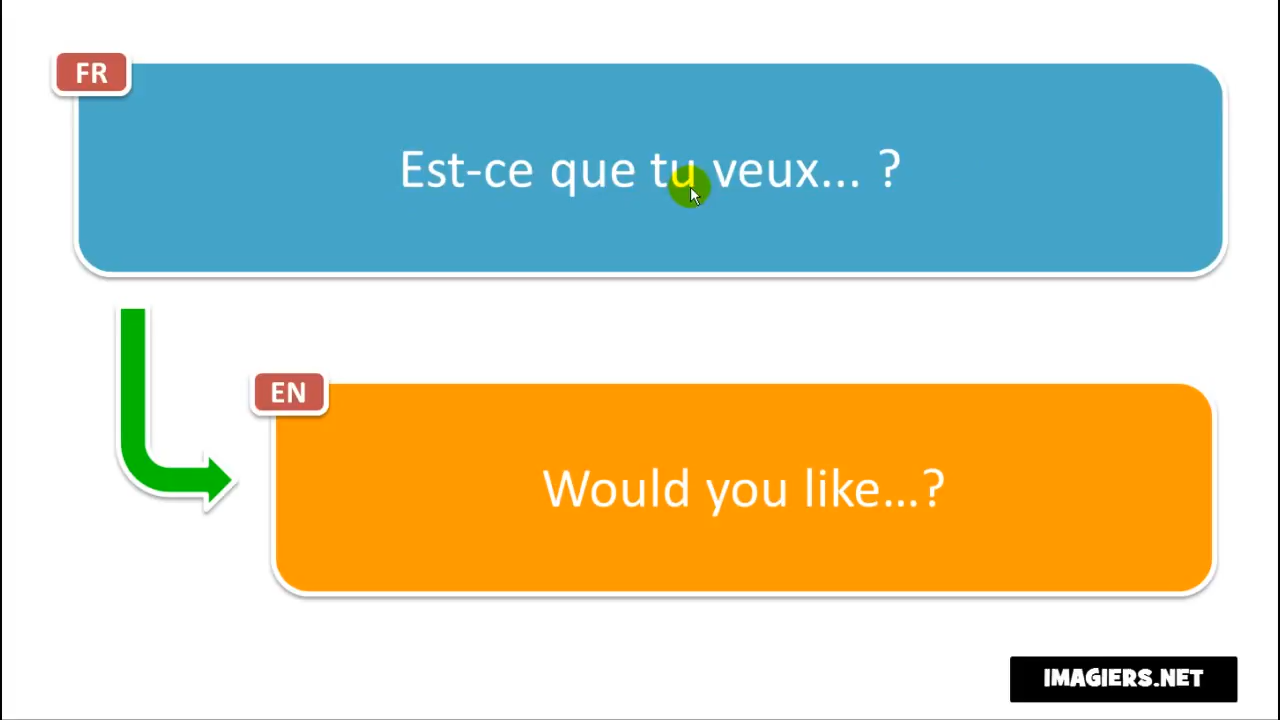 FR
Est-ce que tu veux... ?
EN
Would you like...?
IMAGIERS.NET